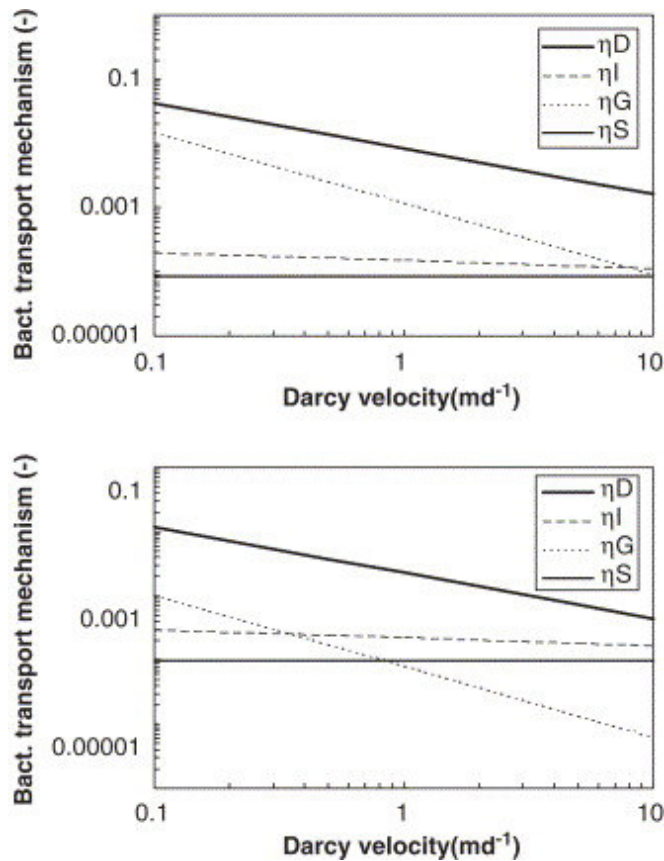 Bact. transport mechanism (-)
0.1
0.001
0.00001
ηD
ηI
ηG
ηS
0.1
1
10
Darcy velocity(md⁻¹)
Bact. transport mechanism (-)
0.1
0.001
0.00001
ηD
ηI
ηG
ηS
0.1
1
10
Darcy velocity(md⁻¹)